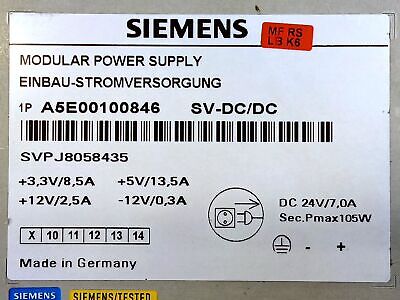 SIEMENS
MF RS
LB K6
MODULAR POWER SUPPLY
EINBAU-STROMVERSORGUNG
1P A5E00100846 SV-DC/DC
SVPJ8058435
+3,3V/8,5A +5V/13,5A
+12V/2,5A -12V/0,3A
DC 24V/7,0A
Sec.Pmax105W
X 10 11 12 13 14
- +
Made in Germany
SIEMENS SIEMENS/TESTED